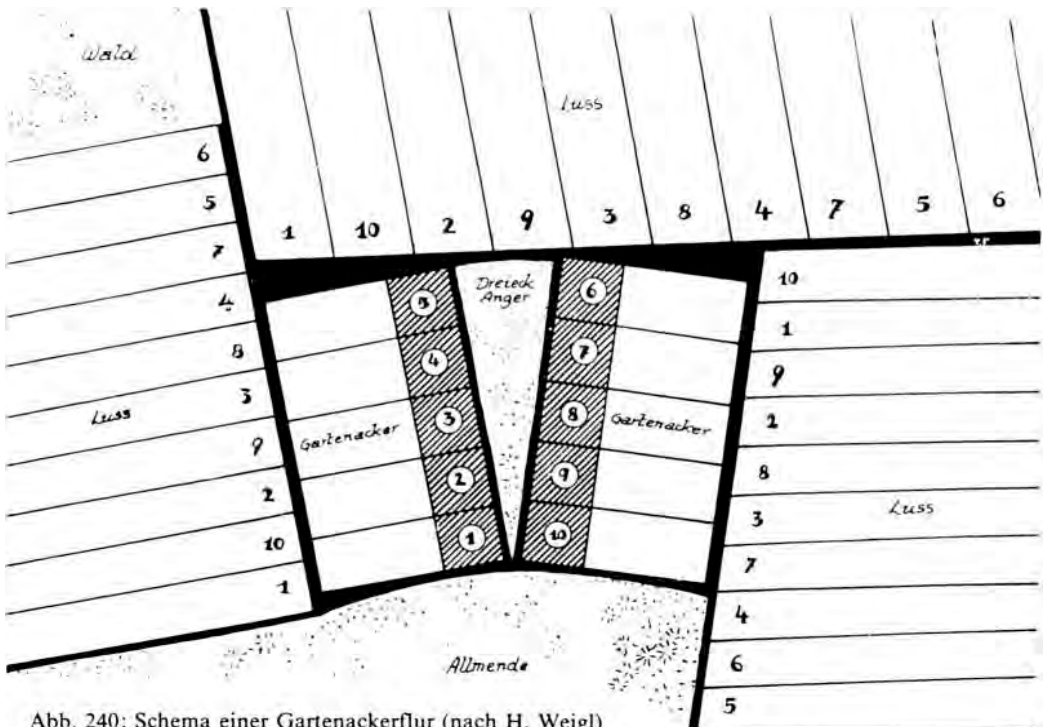 Wald
Luss
6
5
7
4
8
3
9
2
10
1
Luss
1 10 2 9 3 8 4 7 5 6
Dreieck
Anger
5
4
3
2
1
Gartenacker
6
7
8
9
10
Gartenacker
10
1
9
2
8
3
7
4
6
5
Luss
Allmende
Abb. 240: Schema einer Gartenackerflur (nach H. Weigl)